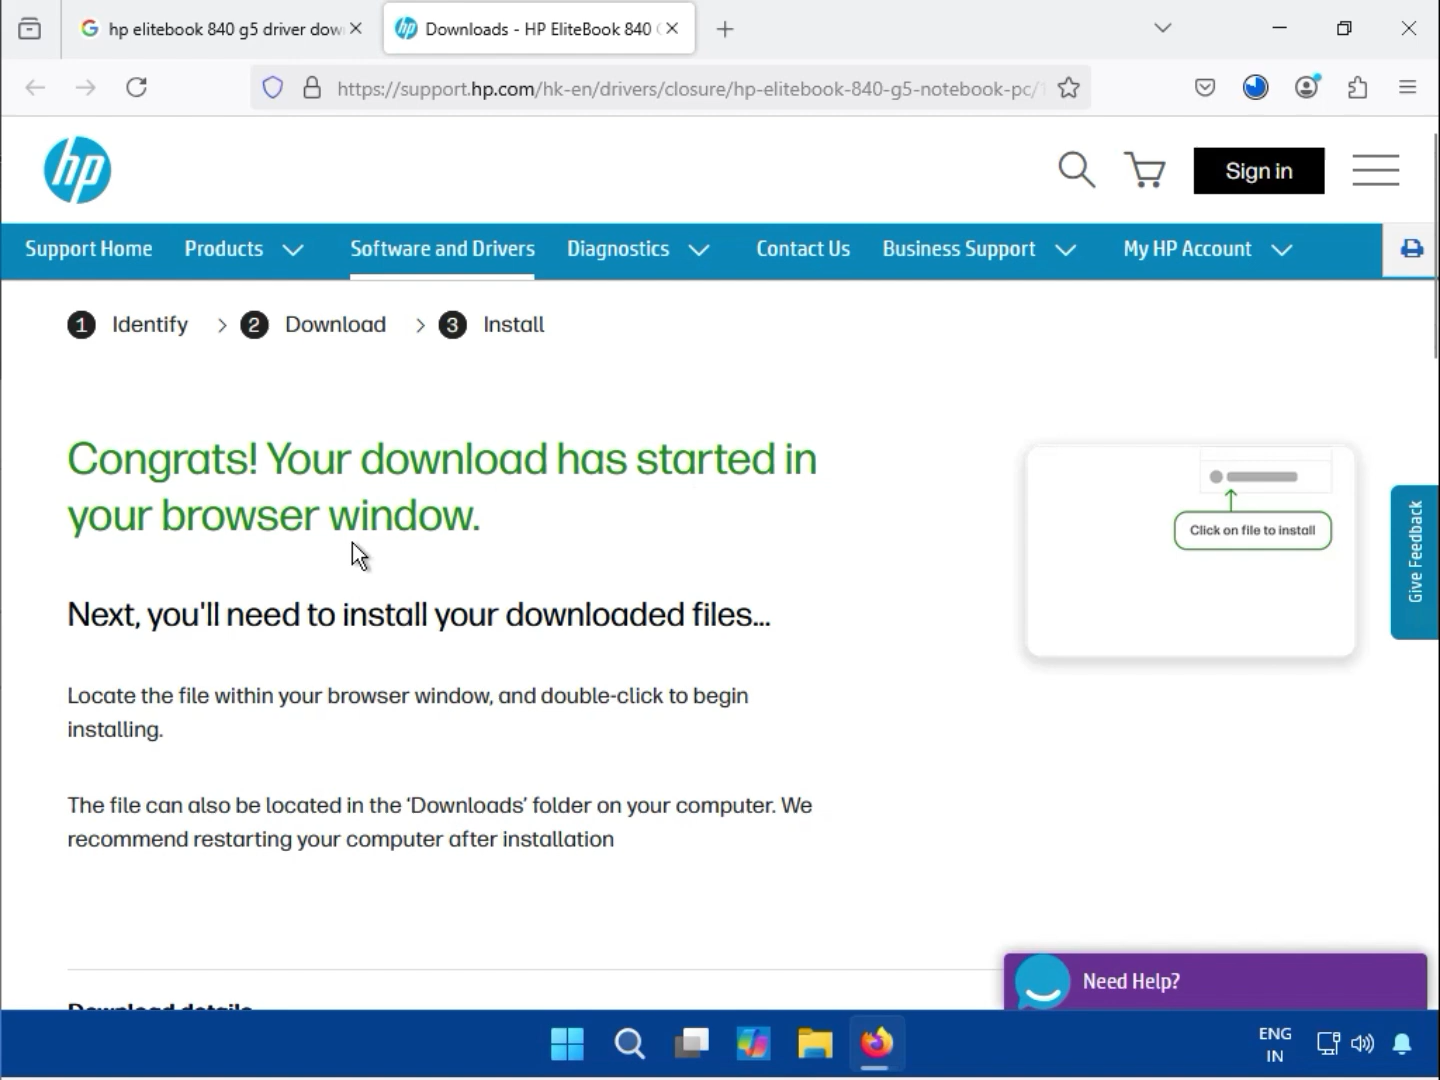 hp elitebook 840 g5 driver dow
hp
Downloads - HP EliteBook 840
https://support.hp.com/hk-en/drivers/closure/hp-elitebook-840-g5-notebook-pc/
hp
Sign in
Support Home
Products
Software and Drivers
Diagnostics
Contact Us
Business Support
My HP Account
1 Identify
2 Download
3 Install
Congrats! Your download has started in
your browser window.
Click on file to install
Give Feedback
Next, you'll need to install your downloaded files...
Locate the file within your browser window, and double-click to begin
installing.
The file can also be located in the ‘Downloads’ folder on your computer. We
recommend restarting your computer after installation
Need Help?
Download details
ENG
IN